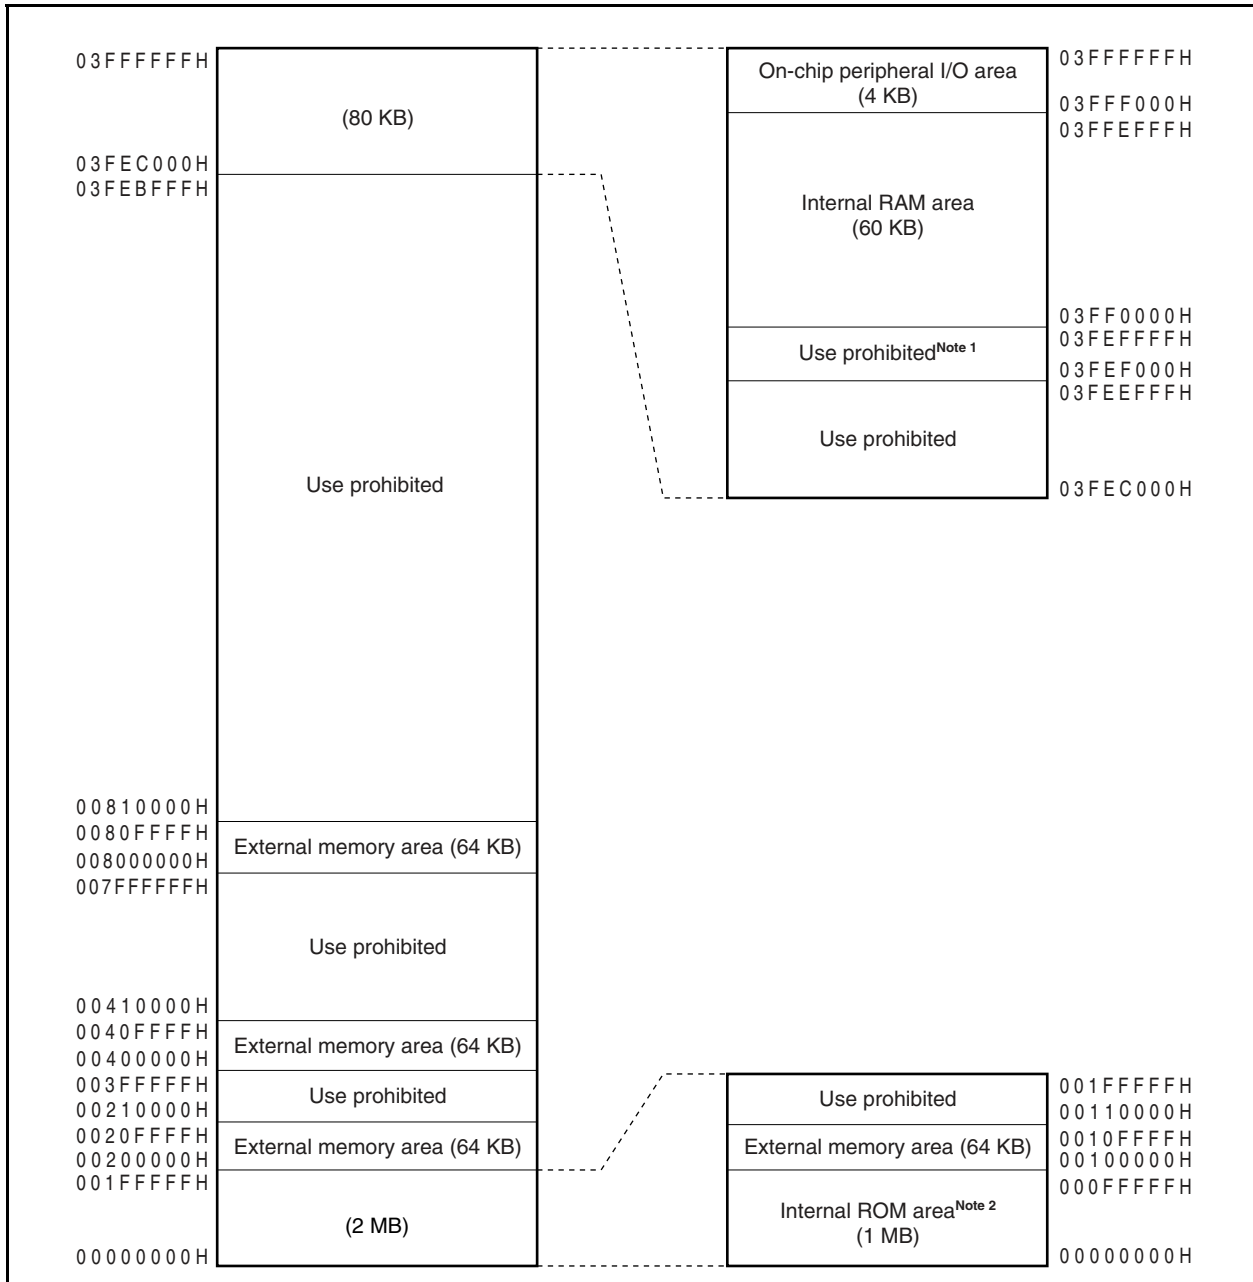 03FFFFFFH
(80 KB)
03FEC000H
03FEBFFFH
Use prohibited
00810000H
0080FFFFH
External memory area (64 KB)
008000000H
007FFFFFFH
Use prohibited
00410000H
0040FFFFH
External memory area (64 KB)
00400000H
003FFFFFH
Use prohibited
00210000H
0020FFFFH
External memory area (64 KB)
00200000H
001FFFFFH
(2 MB)
00000000H
On-chip peripheral I/O area
(4 KB)
03FFFFFFH
03FFF000H
03FFEFFFH
Internal RAM area
(60 KB)
03FF0000H
03FEFFFFH
Use prohibited Note 1
03FEF000H
03FEEFFFH
Use prohibited
03FEC000H
001FFFFFH
Use prohibited
00110000H
0010FFFFH
External memory area (64 KB)
00100000H
000FFFFFH
Internal ROM area Note 2
(1 MB)
00000000H